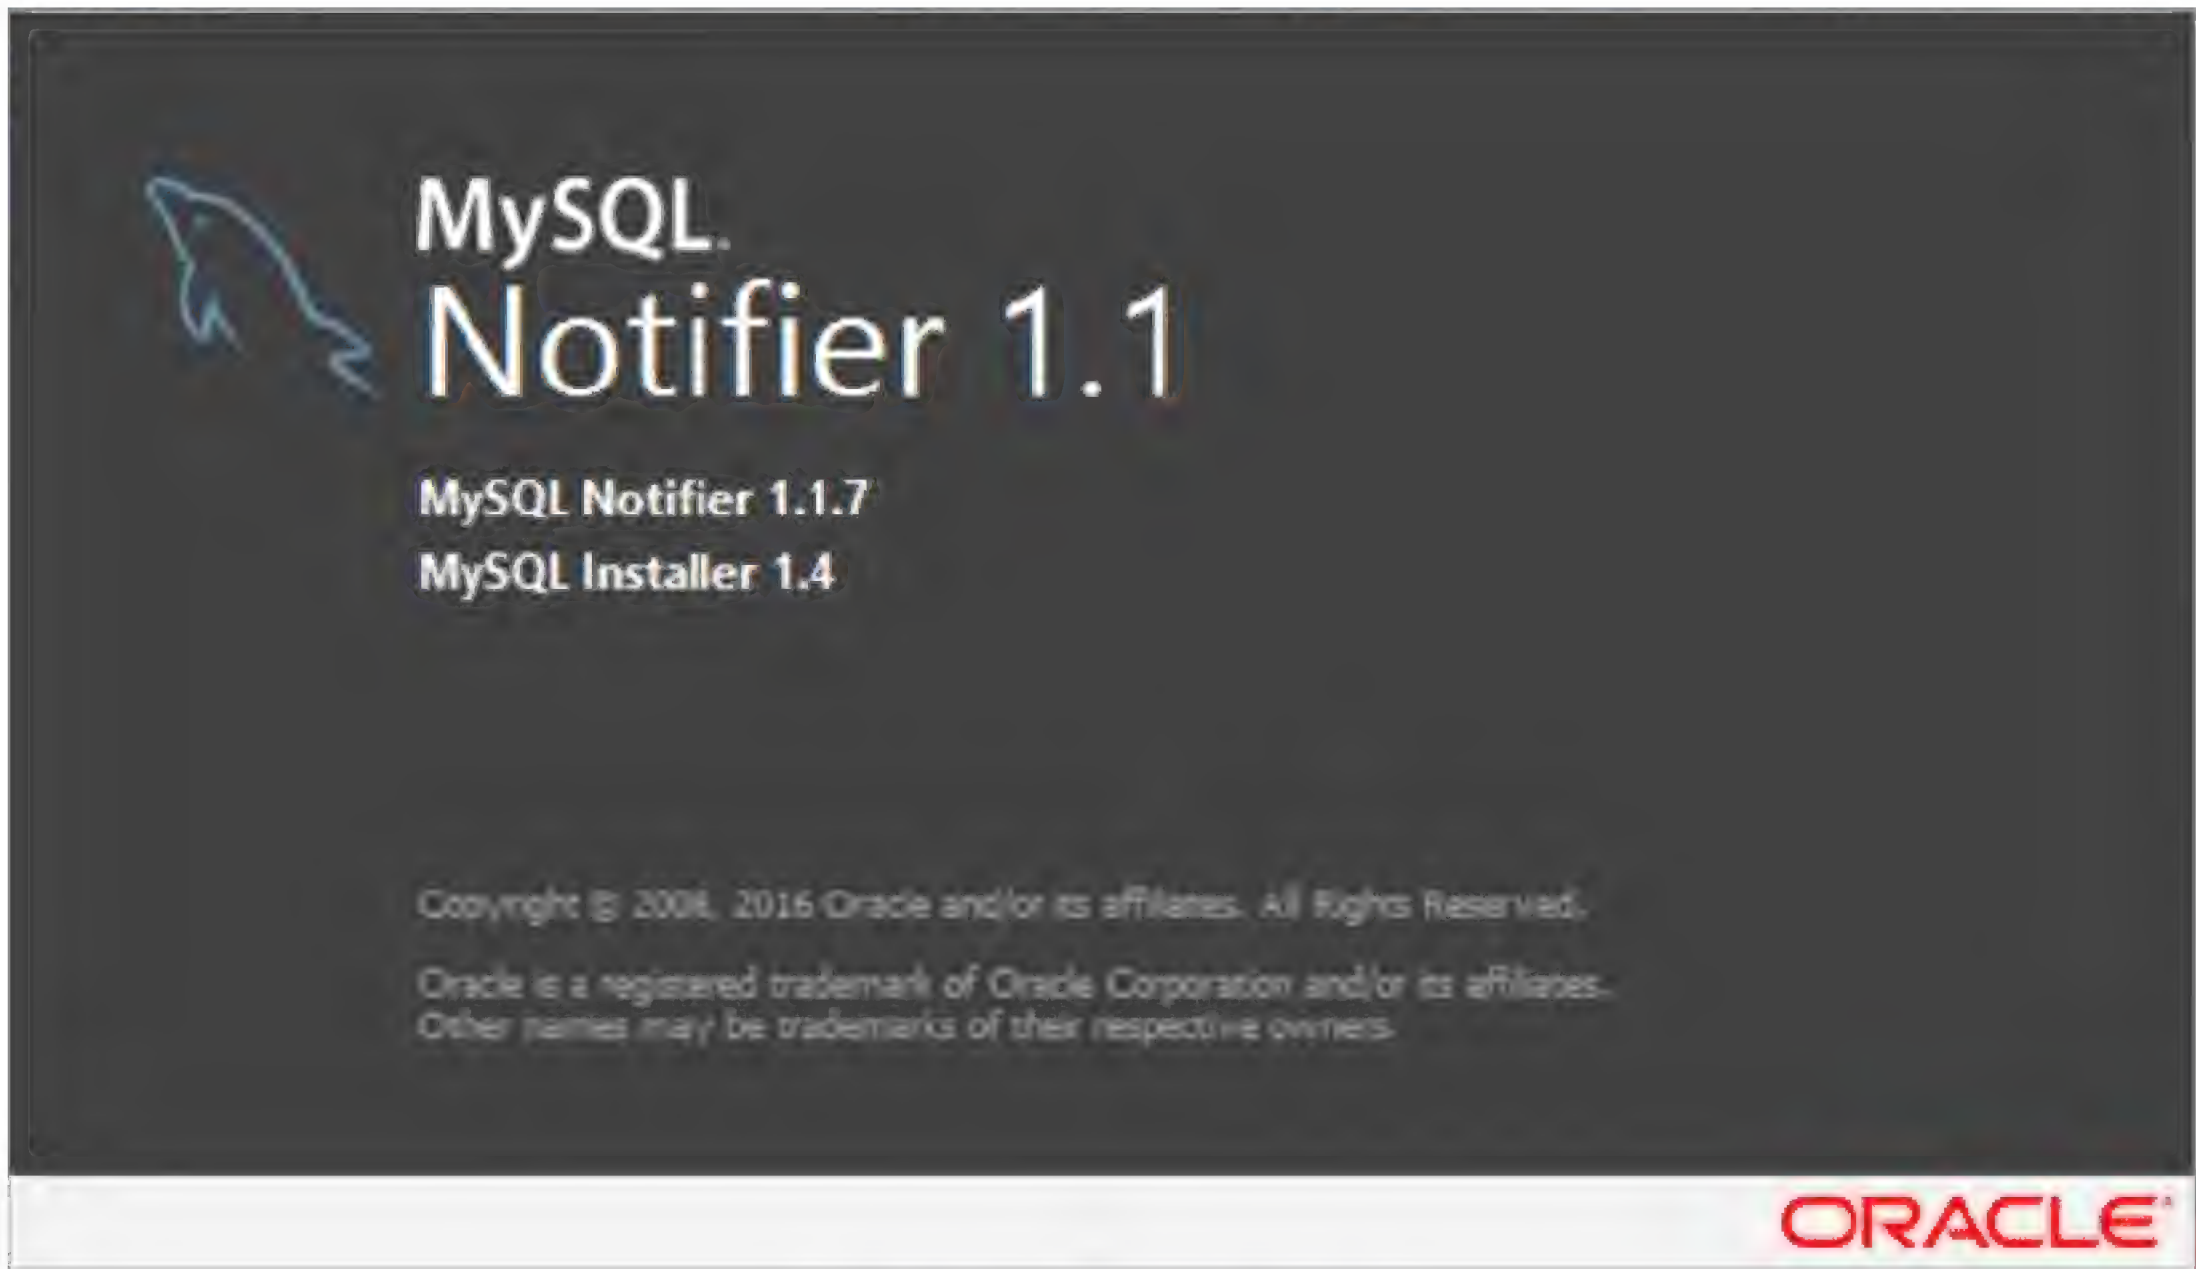 MySQL.
Notifier 1.1
MySQL Notifier 1.1.7
MySQL Installer 1.4
Copyright © 2008, 2016 Oracle and/or its affiliates. All Rights Reserved.
Oracle is a registered trademark of Oracle Corporation and/or its affiliates.
Other names may be trademarks of their respective owners.
ORACLE